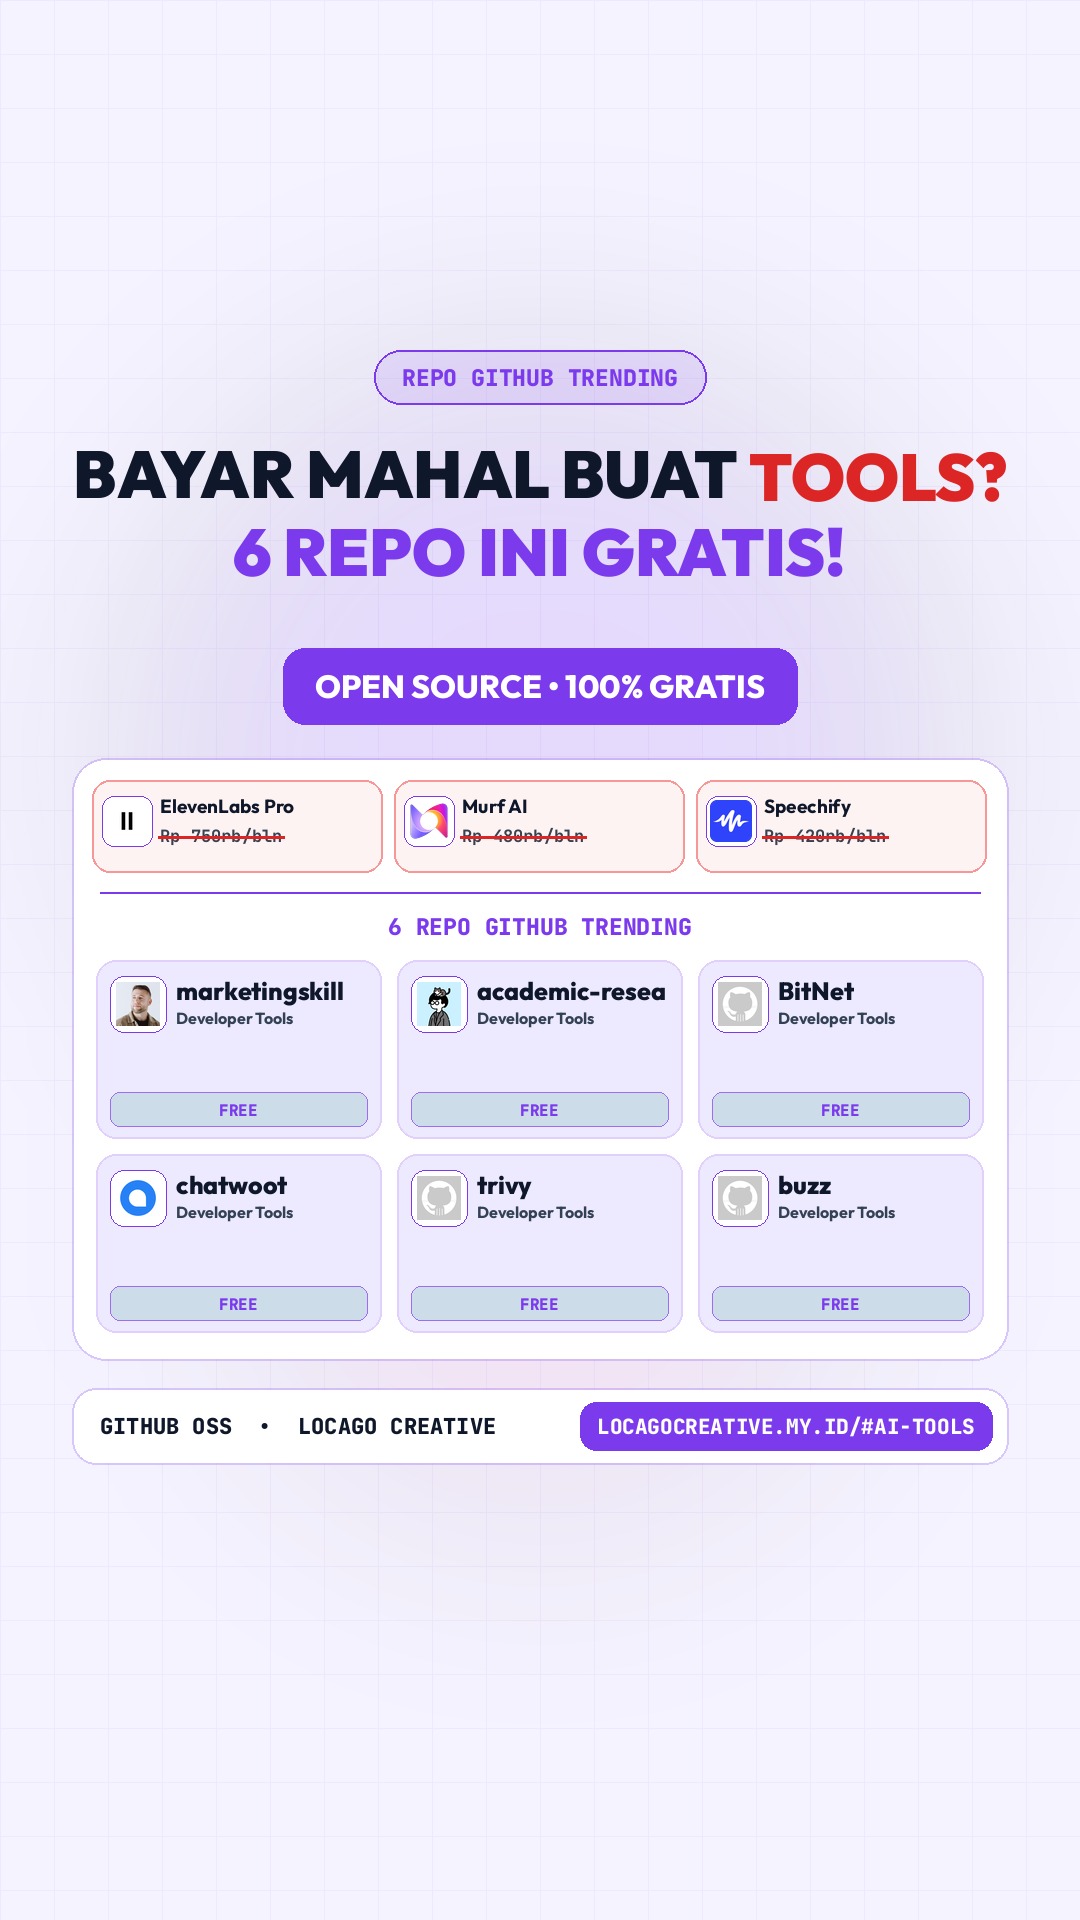 REPO GITHUB TRENDING
BAYAR MAHAL BUAT TOOLS?
6 REPO INI GRATIS!
OPEN SOURCE • 100% GRATIS
ElevenLabs Pro
Rp 750rb/bln
Murf AI
Rp 480rb/bln
Speechify
Rp 420rb/bln
6 REPO GITHUB TRENDING
marketingskill
Developer Tools
FREE
academic-resea
Developer Tools
FREE
BitNet
Developer Tools
FREE
chatwoot
Developer Tools
FREE
trivy
Developer Tools
FREE
buzz
Developer Tools
FREE
GITHUB OSS • LOCAGO CREATIVE
LOCAGOCREATIVE.MY.ID/#AI-TOOLS